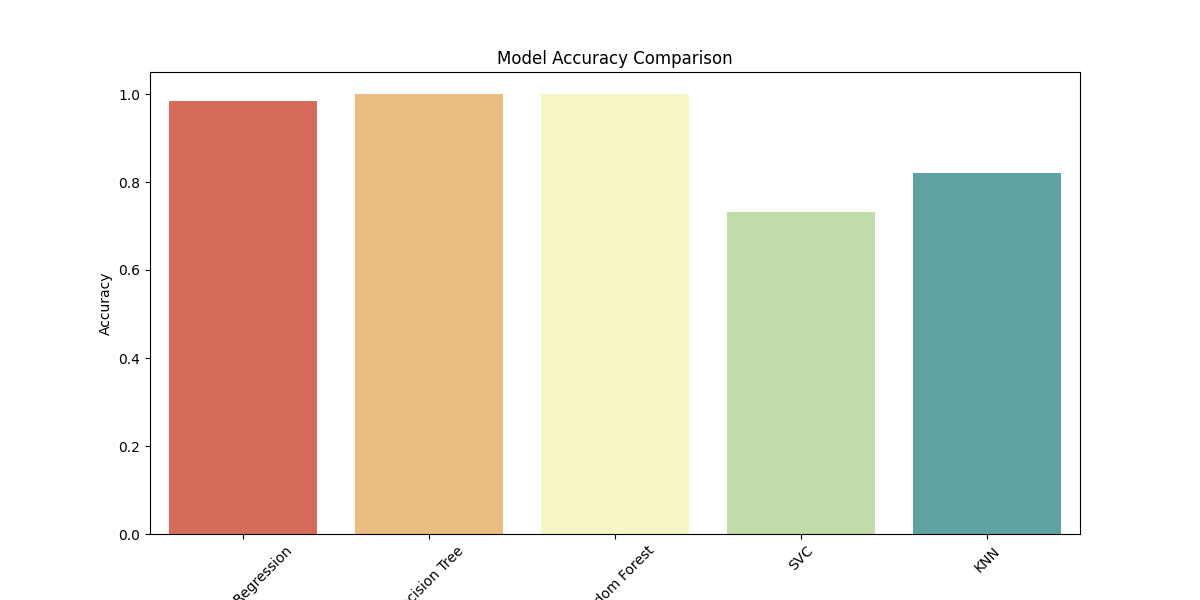 Model Accuracy Comparison
1.0
0.8
0.6
0.4
0.2
0.0
Accuracy
Regression
cision Tree
dom Forest
SVC
KNN